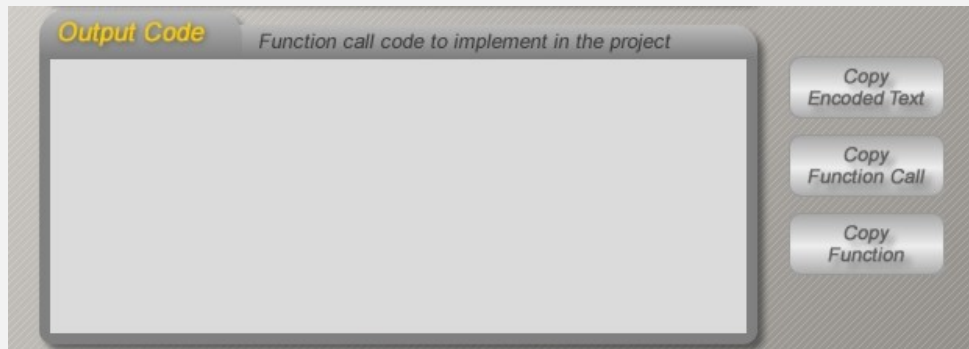 Output Code
Function call code to implement in the project
Copy
Encoded Text
Copy
Function Call
Copy
Function